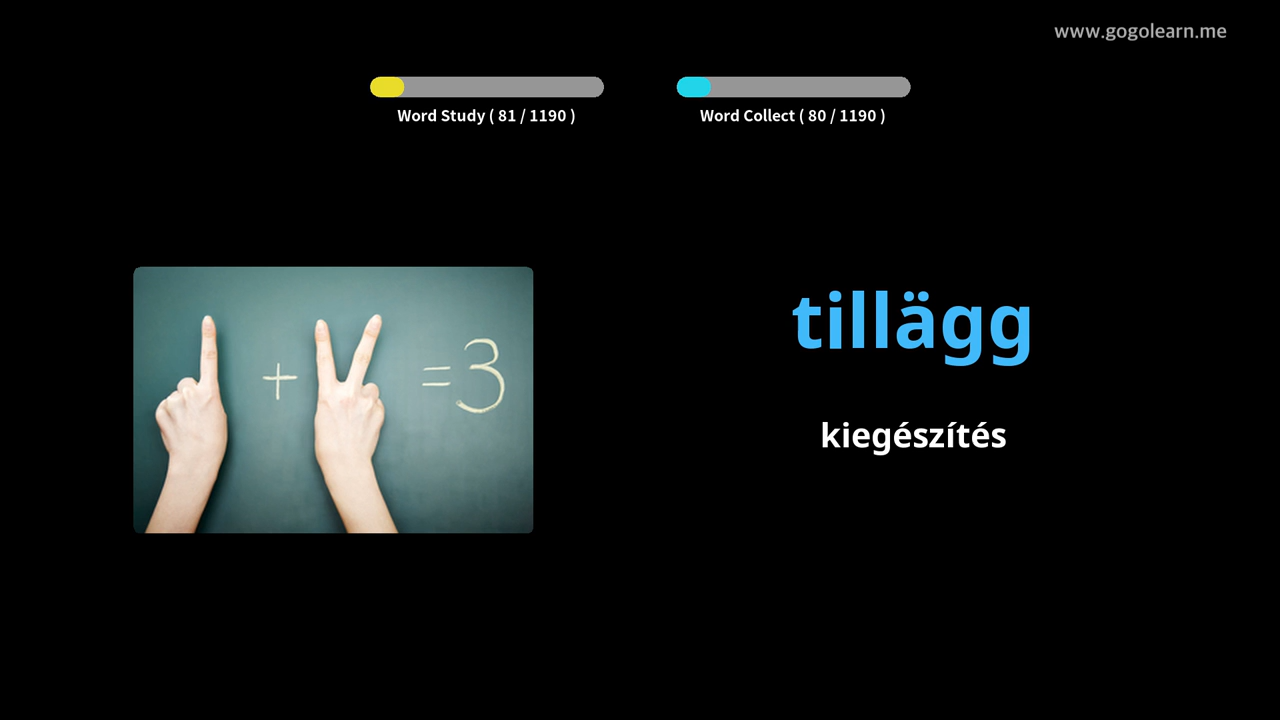 www.gogolearn.me
Word Study ( 81 / 1190 )
Word Collect ( 80 / 1190 )
+ = 3
tillägg
kiegészítés